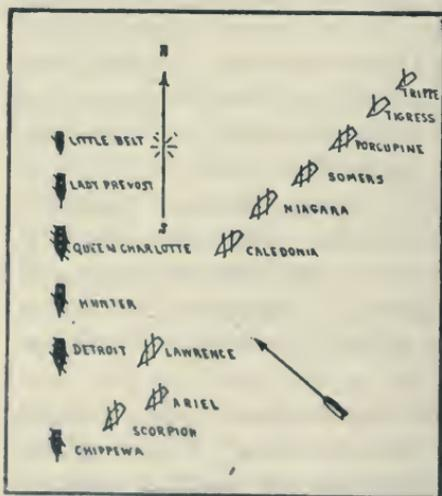 N
TRIPPE
TIGRESS
LITTLE BELT
PORCUPINE
SOMERS
LADY PREVOST
NIAGARA
S
QUEEN CHARLOTTE
CALEDONIA
HUNTER
DETROIT
LAWRENCE
ARIEL
SCORPION
CHIPPEWA